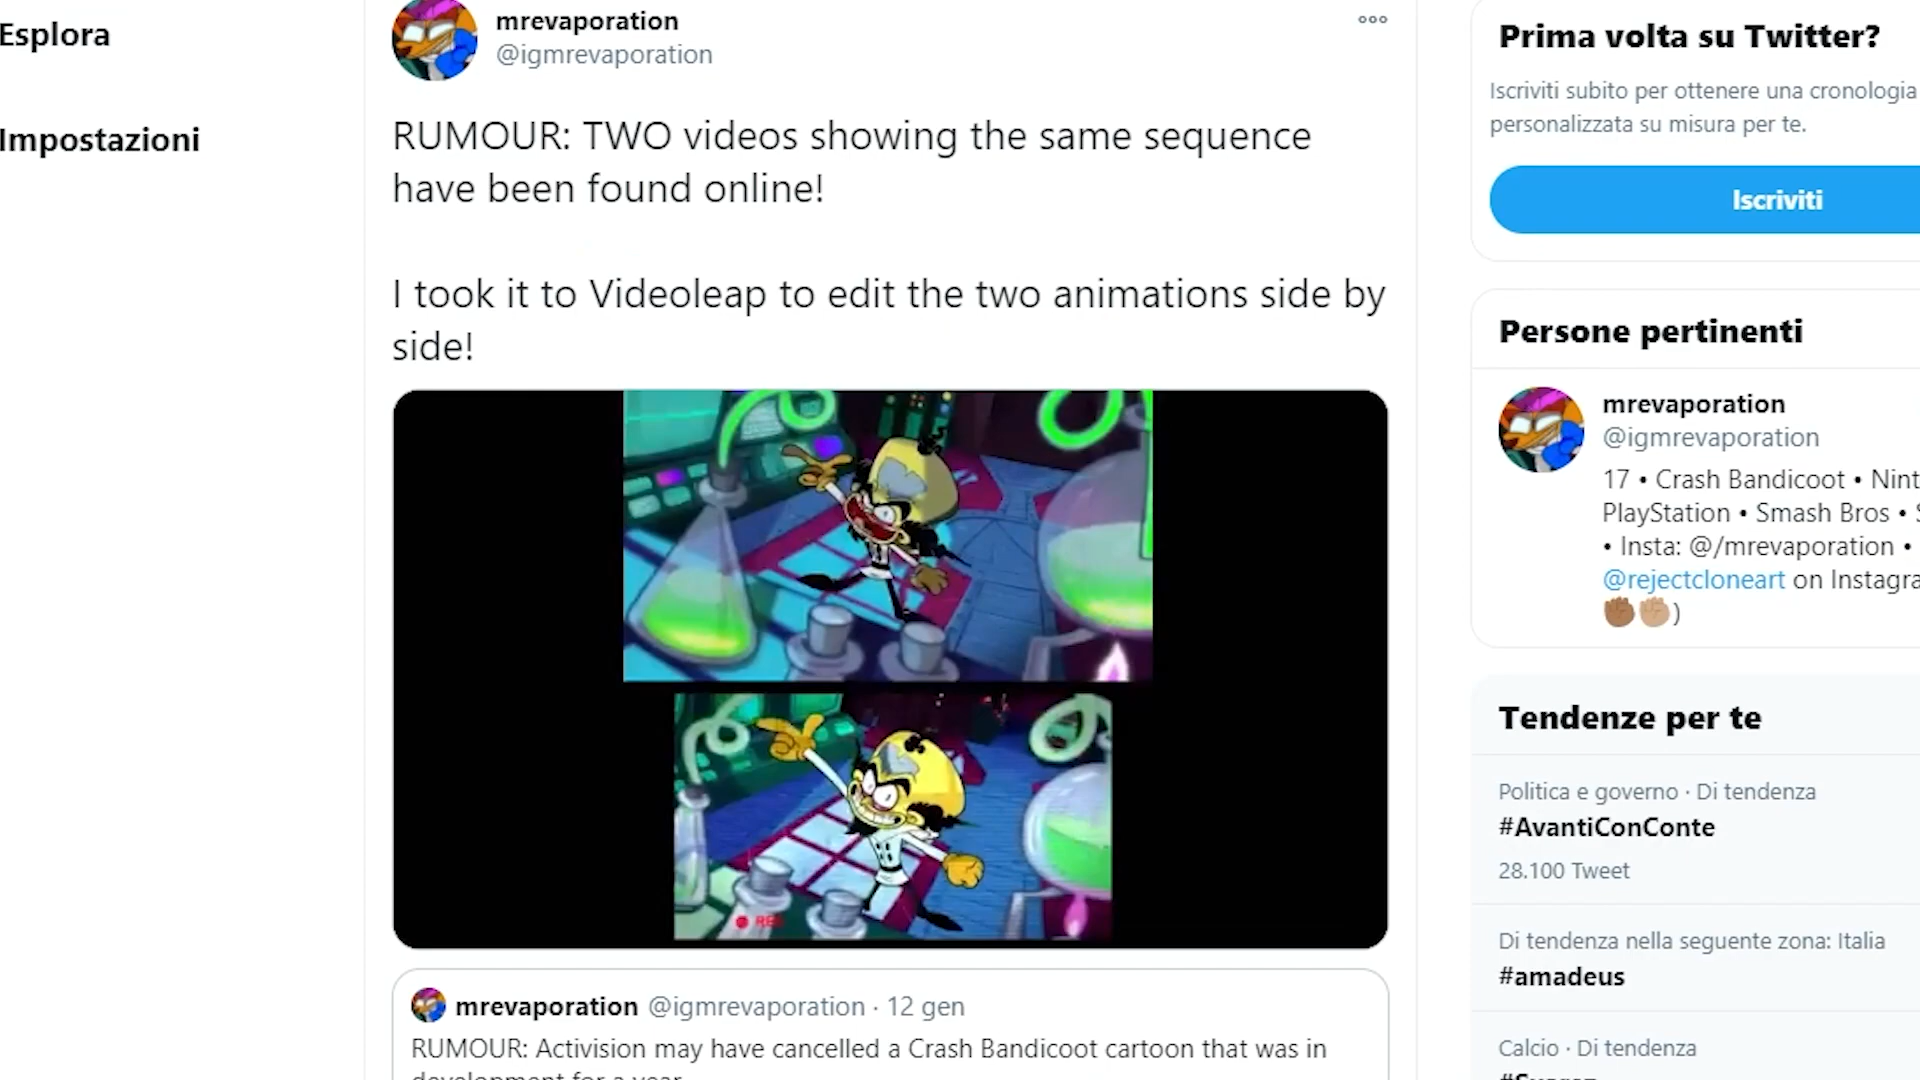 Esplora
Impostazioni
mrevaporation
@igmrevaporation
RUMOUR: TWO videos showing the same sequence
have been found online!
I took it to Videoleap to edit the two animations side by
side!
mrevaporation @igmrevaporation · 12 gen
RUMOUR: Activision may have cancelled a Crash Bandicoot cartoon that was in
development for a year
Prima volta su Twitter?
Iscriviti subito per ottenere una cronologia
personalizzata su misura per te.
Iscriviti
Persone pertinenti
mrevaporation
@igmrevaporation
17 • Crash Bandicoot •
PlayStation • Smash Bros •
• Insta: @/mrevaporation •
@rejectcloneart on
✊🏾✊🏼)
Tendenze per te
Politica e governo · Di tendenza
#AvantiConConte
28.100 Tweet
Di tendenza nella seguente zona: Italia
#amadeus
Calcio · Di tendenza